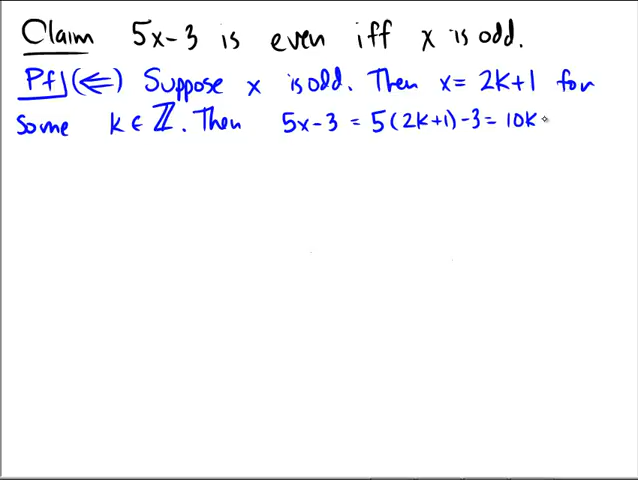 Claim 5x-3 is even iff x is odd.
Pf] (⇐) Suppose x is odd. Then x = 2k+1 for
some k ∈ ℤ. Then 5x-3 = 5(2k+1)-3 = 10k